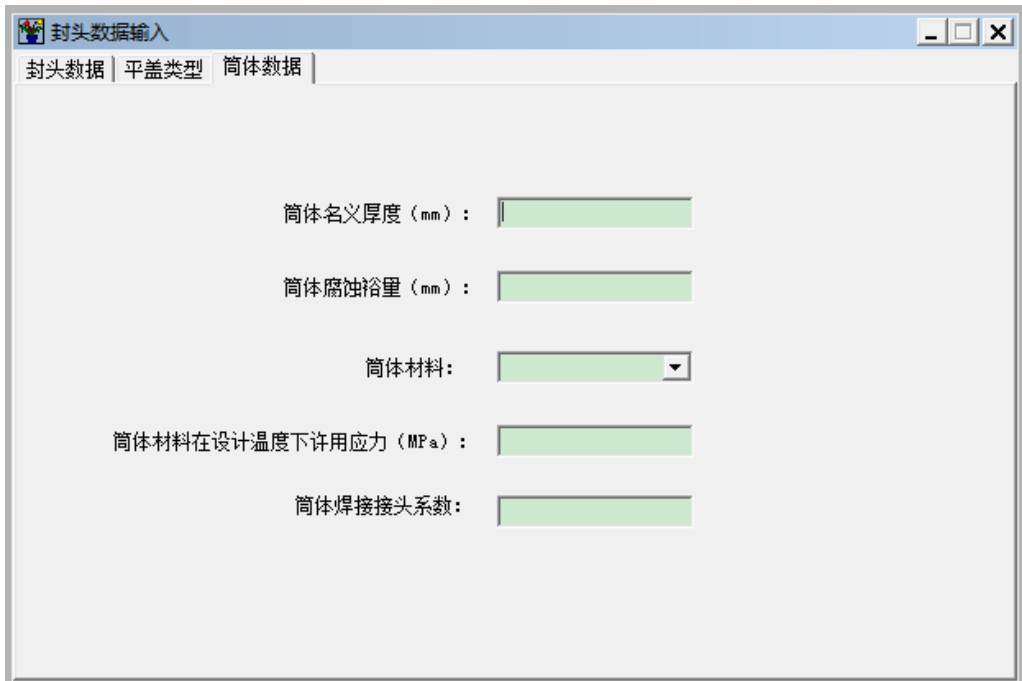 封头数据输入
封头数据 平盖类型 筒体数据
筒体名义厚度（mm）：
筒体腐蚀裕量（mm）：
筒体材料：
筒体材料在设计温度下许用应力（MPa）：
筒体焊接接头系数：